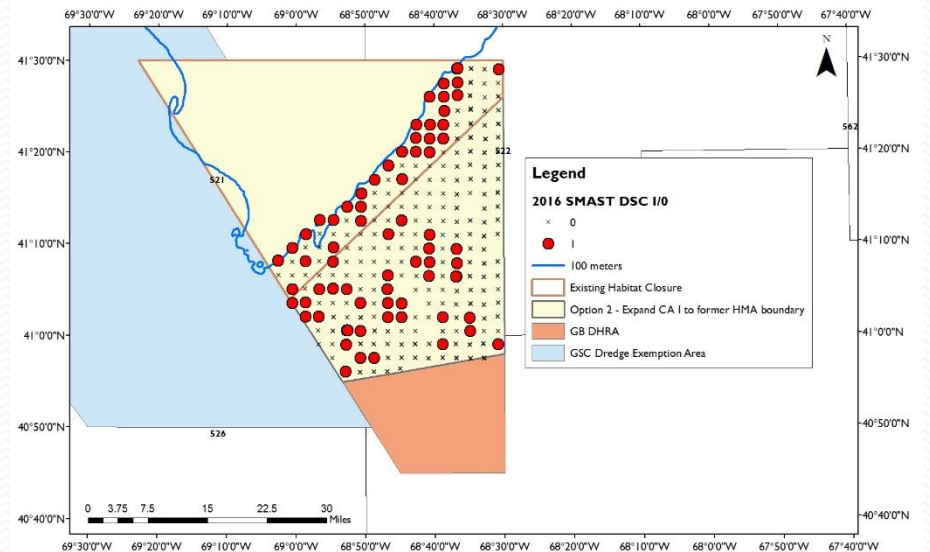 69°30'0"W 69°20'0"W 69°10'0"W 69°0'0"W 68°50'0"W 68°40'0"W 68°30'0"W 68°20'0"W 68°10'0"W 68°0'0"W 67°50'0"W 67°40'0"W
N
41°30'0"N 41°30'0"N
562
41°20'0"N 522 41°20'0"N
521
Legend
2016 SMAST DSC 1/0
0
1
100 meters
Existing Habitat Closure
Option 2 - Expand CA I to former HMA boundary
GB DHRA
GSC Dredge Exemption Area
41°10'0"N 41°10'0"N
41°0'0"N 41°0'0"N
40°50'0"N 40°50'0"N
526
0 3.75 7.5 15 22.5 30
Miles
40°40'0"N 40°40'0"N
69°30'0"W 69°20'0"W 69°10'0"W 69°0'0"W 68°50'0"W 68°40'0"W 68°30'0"W 68°20'0"W 68°10'0"W 68°0'0"W 67°50'0"W 67°40'0"W